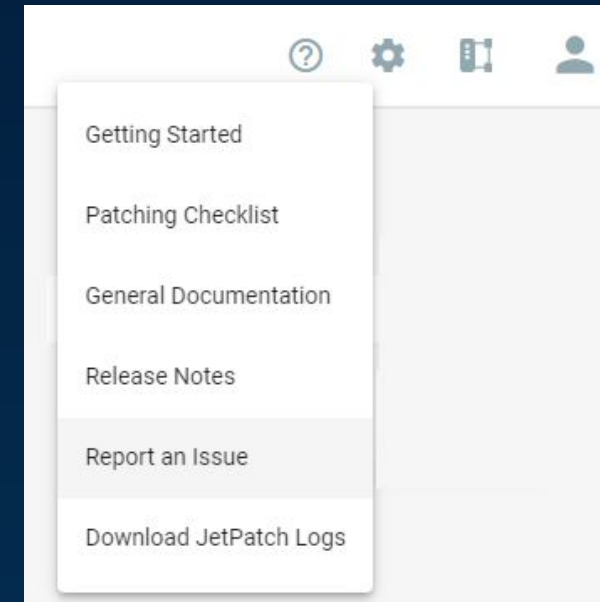 Getting Started
Patching Checklist
General Documentation
Release Notes
Report an Issue
Download JetPatch Logs